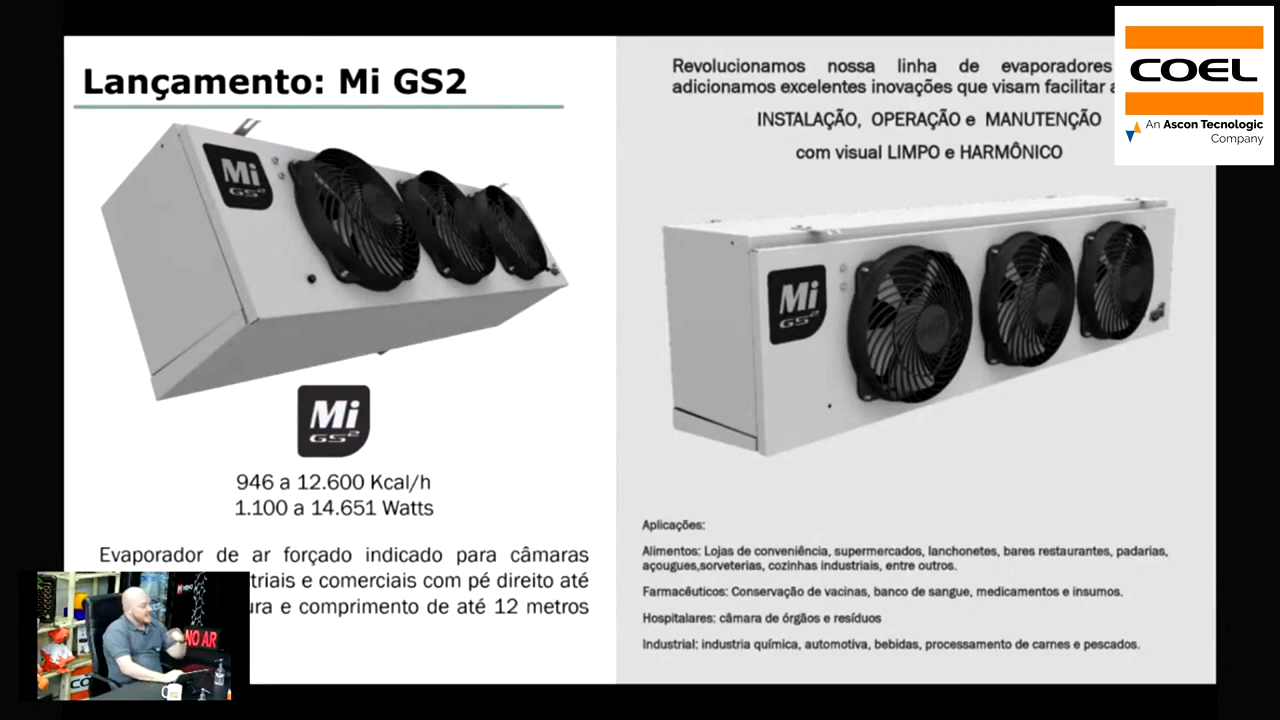 Lançamento: Mi GS2
Mi
GS2
Mi
GS2
946 a 12.600 Kcal/h
1.100 a 14.651 Watts
Evaporador de ar forçado indicado para câmaras
e comerciais com pé direito até
e comprimento de até 12 metros
NO AR
Revolucionamos nossa linha de evaporadores
adicionamos excelentes inovações que visam facilitar
INSTALAÇÃO, OPERAÇÃO e MANUTENÇÃO
com visual LIMPO e HARMÔNICO
COEL
An Ascon Tecnologic
Company
Mi
GS2
Aplicações:
Alimentos: Lojas de conveniência, supermercados, lanchonetes, bares restaurantes, padarias,
açougues,sorveterias, cozinhas industriais, entre outros.
Farmacêuticos: Conservação de vacinas, banco de sangue, medicamentos e insumos.
Hospitalares: câmara de órgãos e resíduos
Industrial: industria química, automotiva, bebidas, processamento de carnes e pescados.